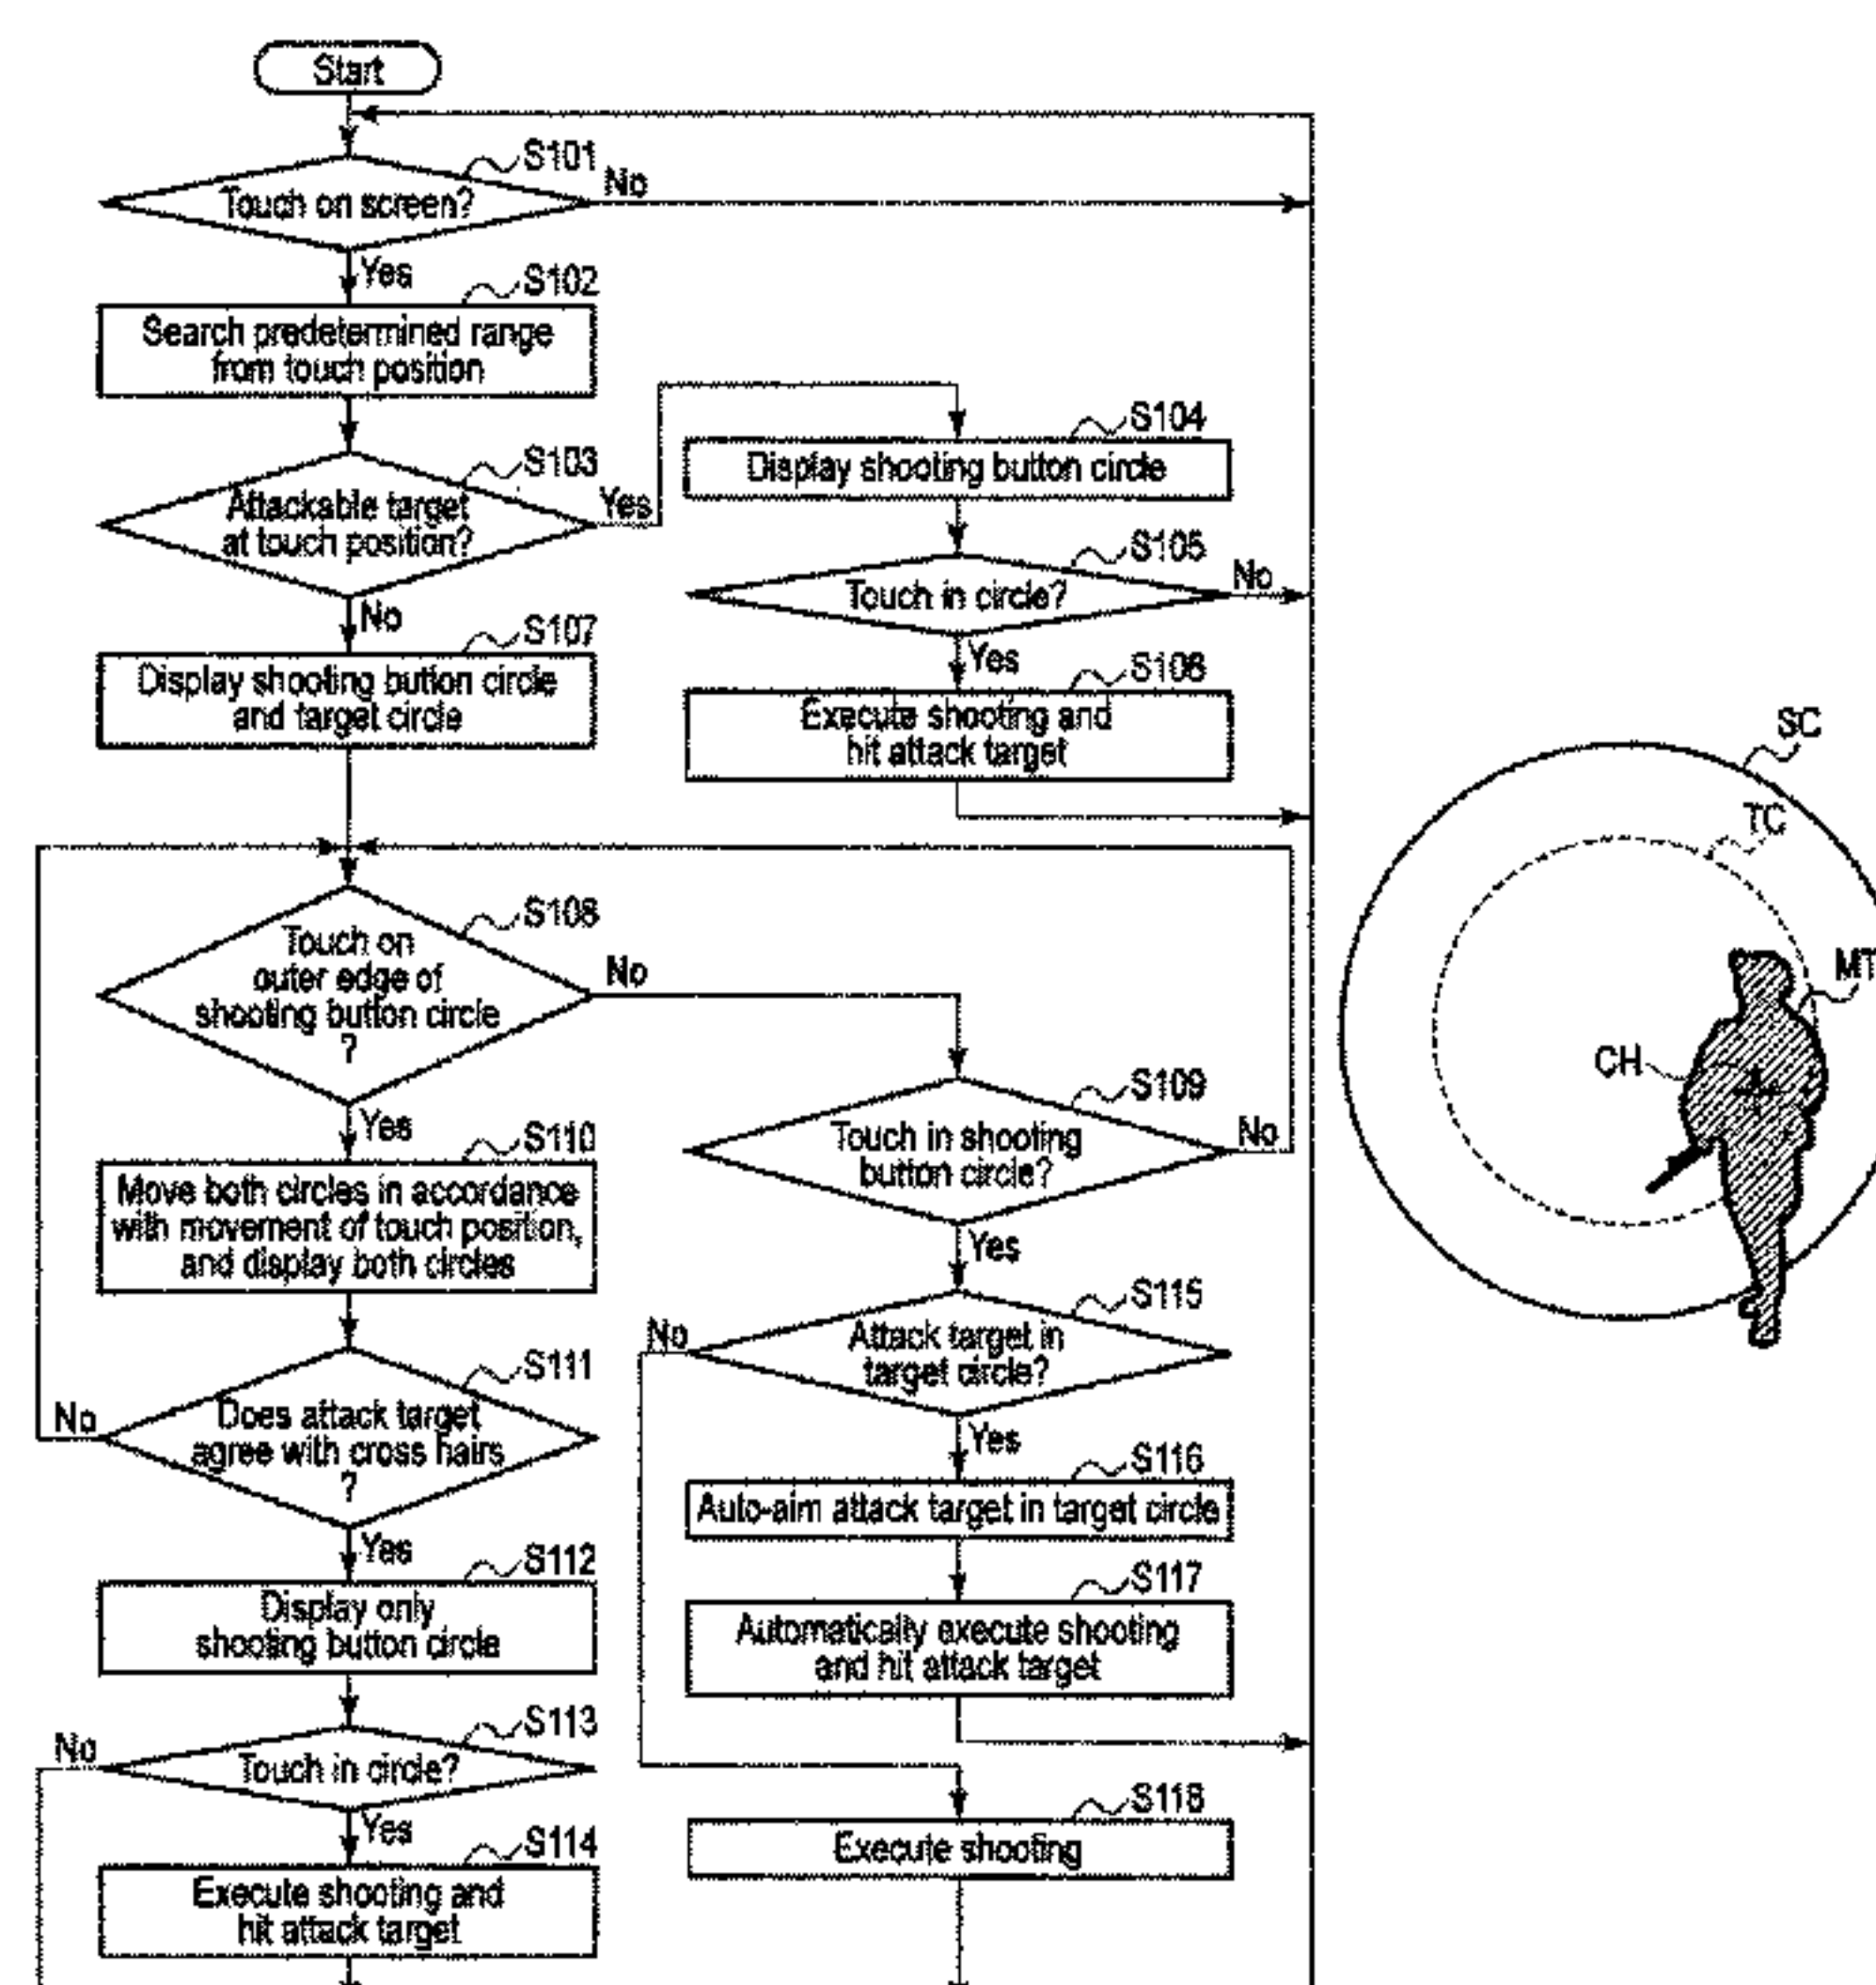 Start
S101
Touch on screen?
No
Yes
S102
Search predetermined range
from touch position
S103
Attackable target
at touch position?
Yes
No
S104
Display shooting button circle
S105
Touch in circle?
No
Yes
S106
Execute shooting and
hit attack target
S107
Display shooting button circle
and target circle
S108
Touch on
outer edge of
shooting button circle
?
No
Yes
S109
Touch in shooting
button circle?
No
Yes
S110
Move both circles in accordance
with movement of touch position,
and display both circles
S111
Does attack target
agree with cross hairs
?
No
Yes
S112
Display only
shooting button circle
S113
Touch in circle?
No
Yes
S114
Execute shooting and
hit attack target
S115
Attack target in
target circle?
No
Yes
S116
Auto-aim attack target in target circle
S117
Automatically execute shooting
and hit attack target
S118
Execute shooting
SC
TC
MT
CH